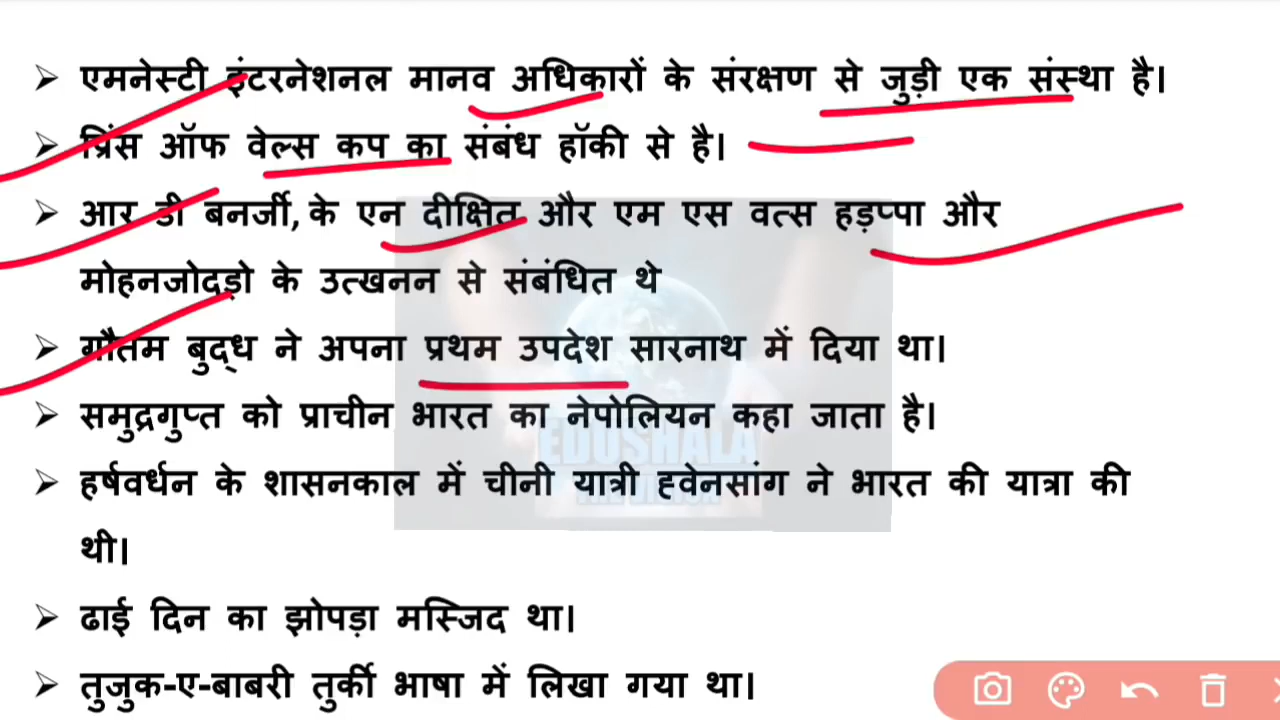 ➢ एमनेस्टी इंटरनेशनल मानव अधिकारों के संरक्षण से जुड़ी एक संस्था है।
➢ प्रिंस ऑफ वेल्स कप का संबंध हॉकी से है।
➢ आर डी बनर्जी, के एन दीक्षित और एम एस वत्स हड़प्पा और
मोहनजोदड़ो के उत्खनन से संबंधित थे
➢ गौतम बुद्ध ने अपना प्रथम उपदेश सारनाथ में दिया था।
➢ समुद्रगुप्त को प्राचीन भारत का नेपोलियन कहा जाता है।
EDUSHALA
➢ हर्षवर्धन के शासनकाल में चीनी यात्री ह्वेनसांग ने भारत की यात्रा की
थी।
➢ ढाई दिन का झोपड़ा मस्जिद था।
➢ तुजुक-ए-बाबरी तुर्की भाषा में लिखा गया था।